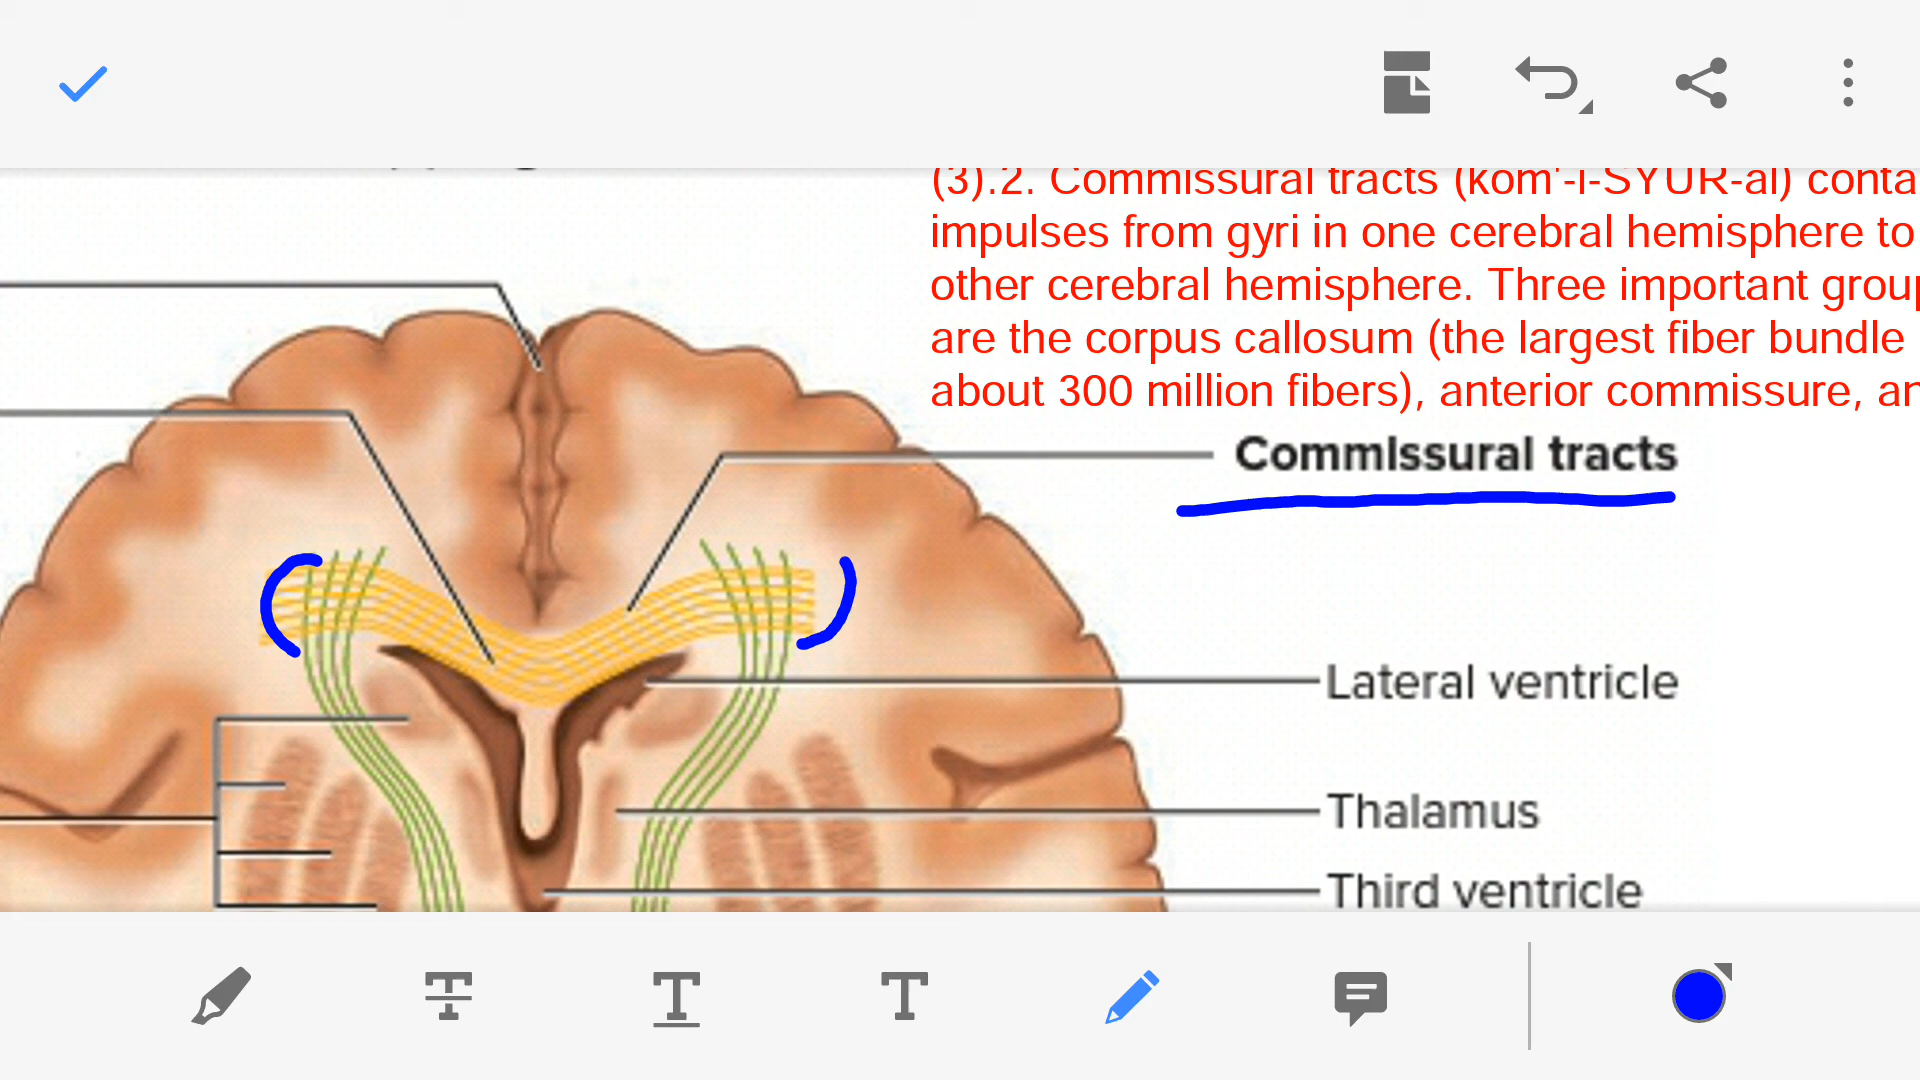 (3).2. Commissural tracts (kom'-i-SYUR-al) conta
impulses from gyri in one cerebral hemisphere to
other cerebral hemisphere. Three important group
are the corpus callosum (the largest fiber bundle
about 300 million fibers), anterior commissure, an
Commissural tracts
Lateral ventricle
Thalamus
Third ventricle